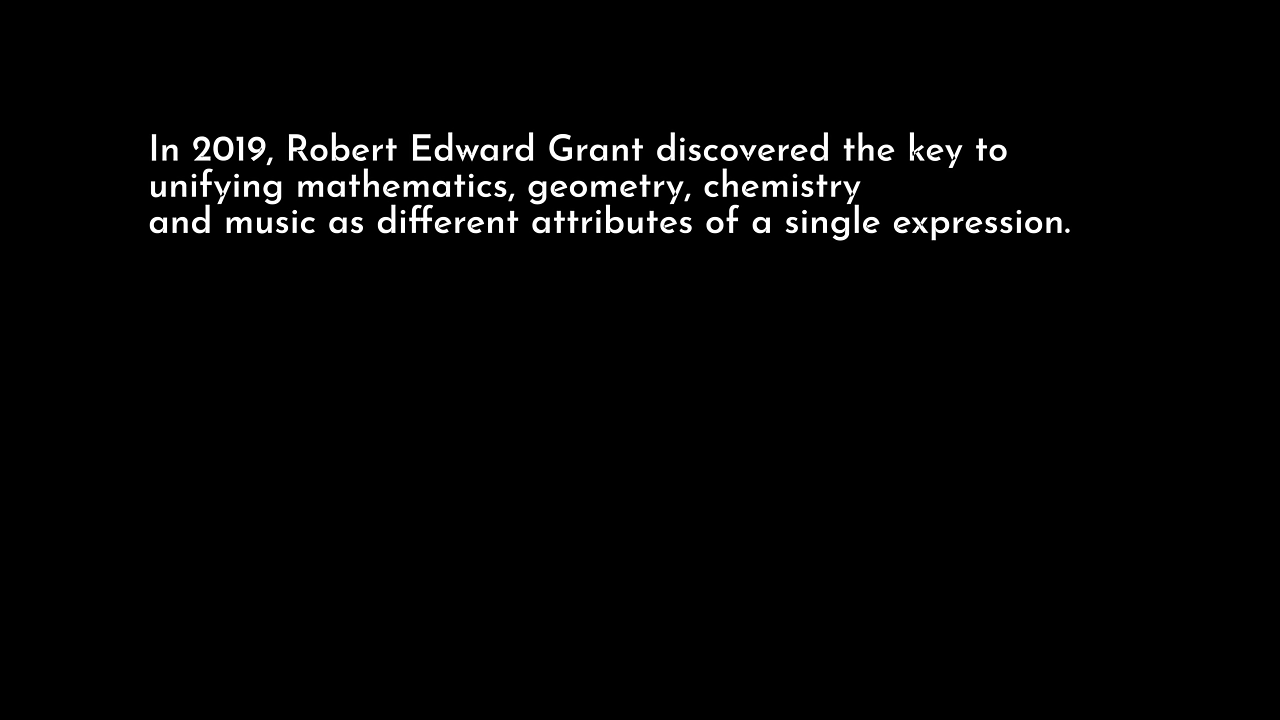 In 2019, Robert Edward Grant discovered the key to
unifying mathematics, geometry, chemistry
and music as different attributes of a single expression.